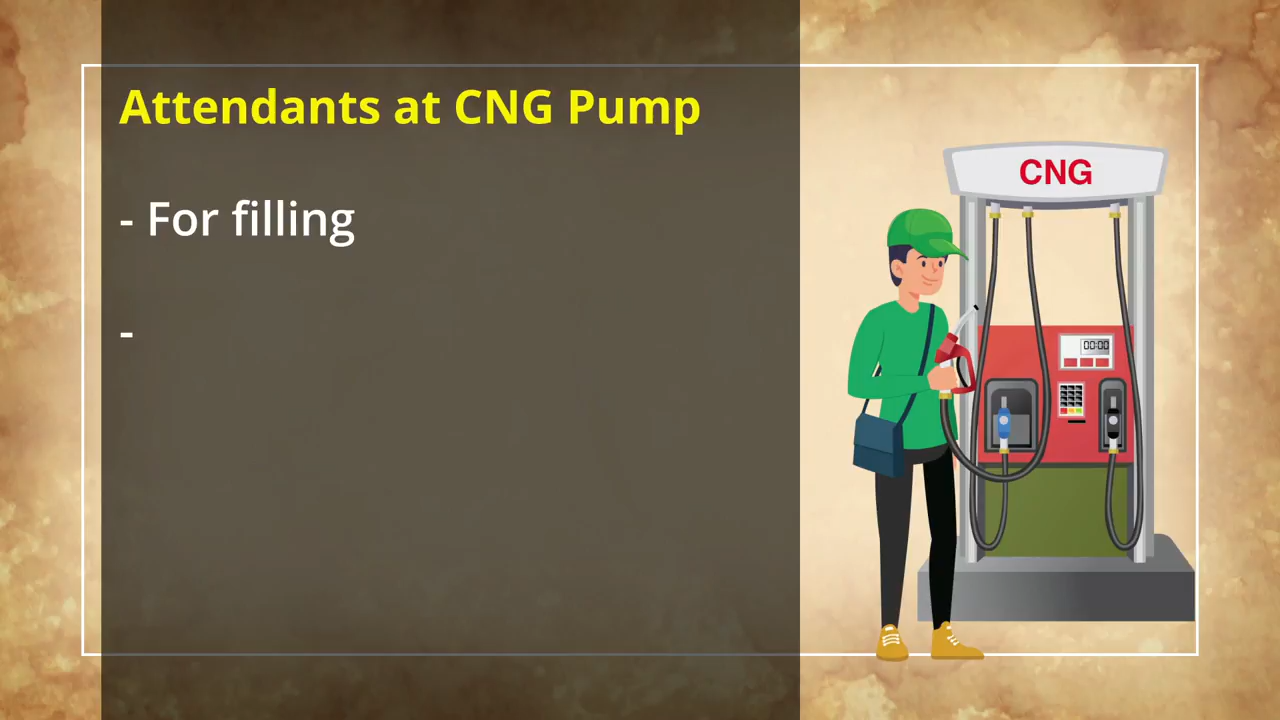 Attendants at CNG Pump
- For filling
-
CNG
00:00